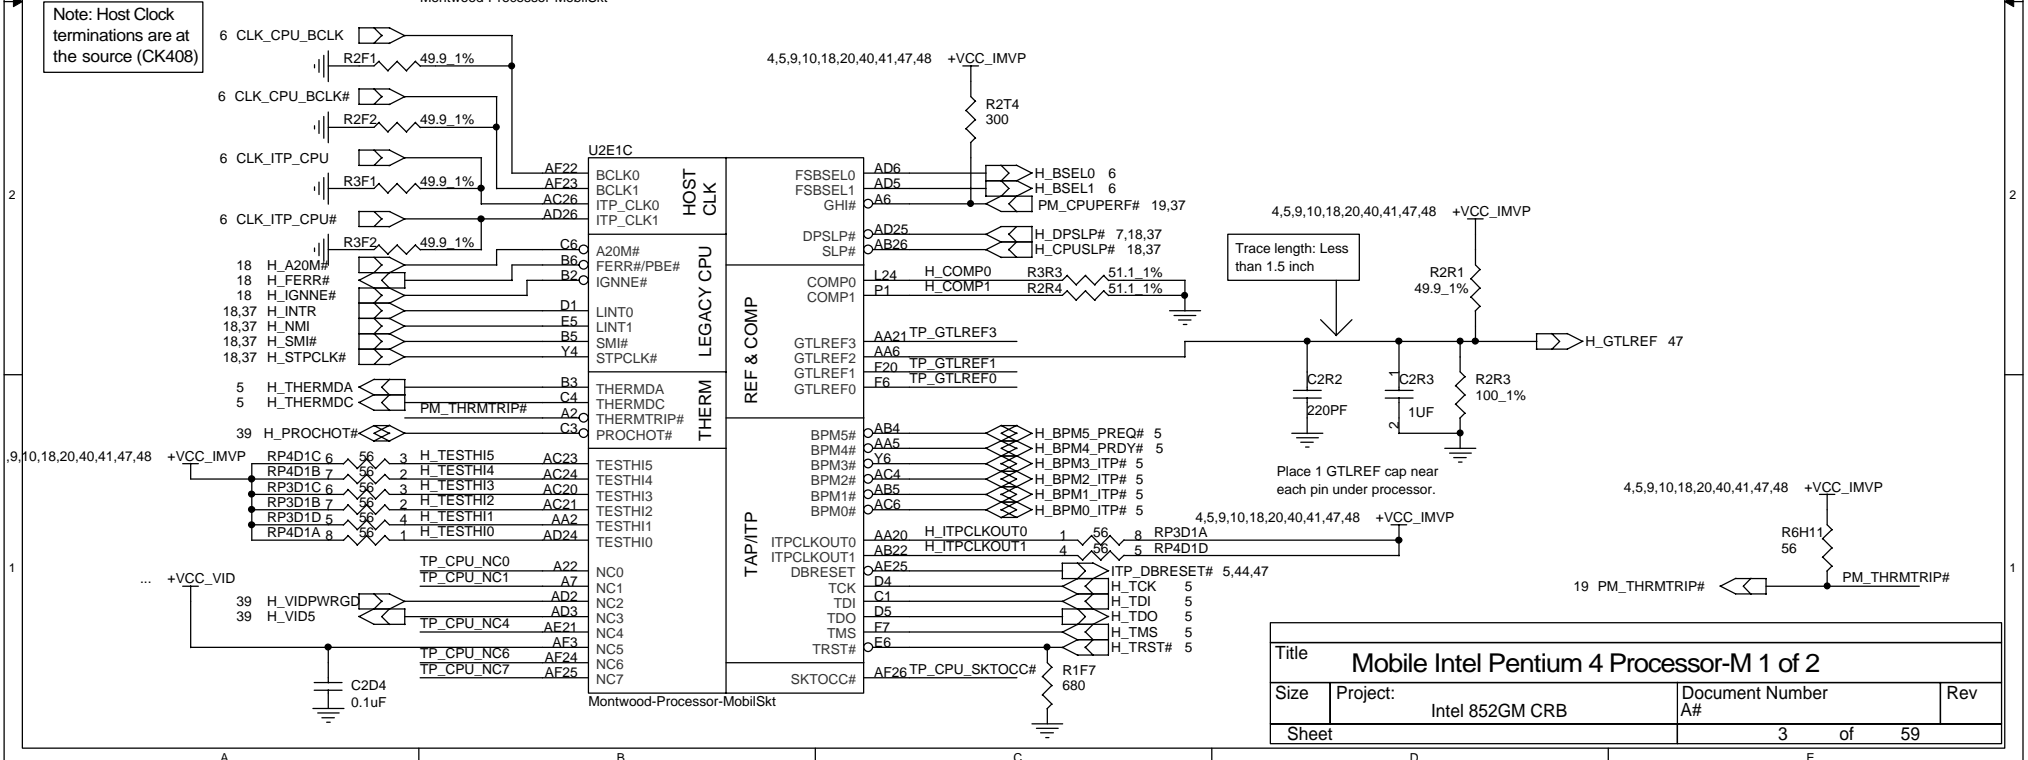 Montwood-Processor-MobilSkt
Note: Host Clock
terminations are at
the source (CK408)
6 CLK_CPU_BCLK
R2F1 49.9_1%
6 CLK_CPU_BCLK#
R2F2 49.9_1%
6 CLK_ITP_CPU
R3F1 49.9_1%
6 CLK_ITP_CPU#
R3F2 49.9_1%
18 H_A20M#
18 H_FERR#
18 H_IGNNE#
18,37 H_INTR
18,37 H_NMI
18,37 H_SMI#
18,37 H_STPCLK#
5 H_THERMDA
5 H_THERMDC
PM_THRMTRIP#
39 H_PROCHOT#
,9,10,18,20,40,41,47,48 +VCC_IMVP
RP4D1C 6 56 3 H_TESTHI5
RP4D1B 7 56 2 H_TESTHI4
RP3D1C 6 56 3 H_TESTHI3
RP3D1B 7 56 2 H_TESTHI2
RP3D1D 5 56 4 H_TESTHI1
RP4D1A 8 56 1 H_TESTHI0
TP_CPU_NC0
TP_CPU_NC1
... +VCC_VID
39 H_VIDPWRGD
39 H_VID5
TP_CPU_NC4
TP_CPU_NC6
TP_CPU_NC7
C2D4
0.1uF
U2E1C
AF22 BCLK0
AF23 BCLK1
AC26 ITP_CLK0
AD26 ITP_CLK1
HOST
CLK
C6 A20M#
B6 FERR#/PBE#
B2 IGNNE#
D1 LINT0
E5 LINT1
B5 SMI#
Y4 STPCLK#
LEGACY CPU
B3 THERMDA
C4 THERMDC
A2 THERMTRIP#
C3 PROCHOT#
THERM
AC23 TESTHI5
AC24 TESTHI4
AC20 TESTHI3
AC21 TESTHI2
AA2 TESTHI1
AD24 TESTHI0
A22 NC0
A7 NC1
AD2 NC2
AD3 NC3
AE21 NC4
AF3 NC5
AF24 NC6
AF25 NC7
Montwood-Processor-MobilSkt
4,5,9,10,18,20,40,41,47,48 +VCC_IMVP
R2T4
300
FSBSEL0 AD6 H_BSEL0 6
FSBSEL1 AD5 H_BSEL1 6
GHI# A6 PM_CPUPERF# 19,37
DPSLP# AD25 H_DPSLP# 7,18,37
SLP# AB26 H_CPUSLP# 18,37
REF & COMP
COMP0 L24 H_COMP0 R3R3 51.1_1%
COMP1 P1 H_COMP1 R2R4 51.1_1%
GTLREF3 AA21 TP_GTLREF3
GTLREF2 AA6
GTLREF1 F20 TP_GTLREF1
GTLREF0 F6 TP_GTLREF0
TAP/ITP
BPM5# AB4 H_BPM5_PREQ# 5
BPM4# AA5 H_BPM4_PRDY# 5
BPM3# Y6 H_BPM3_ITP# 5
BPM2# AC4 H_BPM2_ITP# 5
BPM1# AB5 H_BPM1_ITP# 5
BPM0# AC6 H_BPM0_ITP# 5
4,5,9,10,18,20,40,41,47,48 +VCC_IMVP
ITPCLKOUT0 AA20 H_ITPCLKOUT0 1 56 8 RP3D1A
ITPCLKOUT1 AB22 H_ITPCLKOUT1 4 56 5 RP4D1D
DBRESET AE25 ITP_DBRESET# 5,44,47
TCK D4 H_TCK 5
TDI C1 H_TDI 5
TDO D5 H_TDO 5
TMS F7 H_TMS 5
TRST# E6 H_TRST# 5
SKTOCC# AF26 TP_CPU_SKTOCC#
R1F7
680
4,5,9,10,18,20,40,41,47,48 +VCC_IMVP
Trace length: Less
than 1.5 inch
R2R1
49.9_1%
H_GTLREF 47
C2R2
220PF
1 C2R3
1UF
2
R2R3
100_1%
Place 1 GTLREF cap near
each pin under processor.
4,5,9,10,18,20,40,41,47,48 +VCC_IMVP
R6H11
56
19 PM_THRMTRIP# PM_THRMTRIP#
Title
Mobile Intel Pentium 4 Processor-M 1 of 2
Size Project: Document Number Rev
Intel 852GM CRB A#
Sheet 3 of 59
2 2
1 1
A B C D E